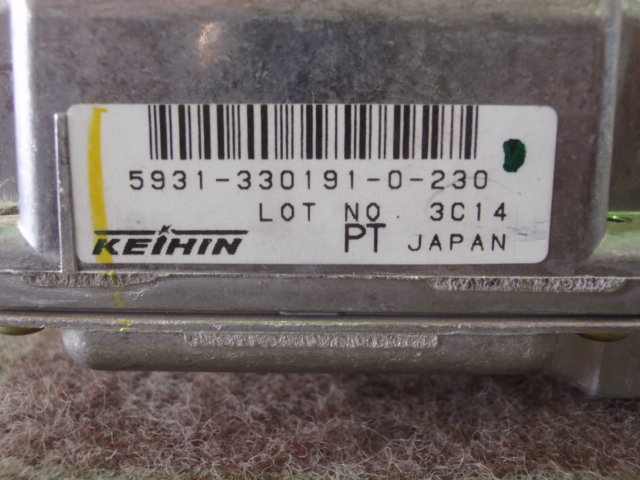 5931-330191-0-230
LOT NO. 3C14
KEIHIN PT JAPAN